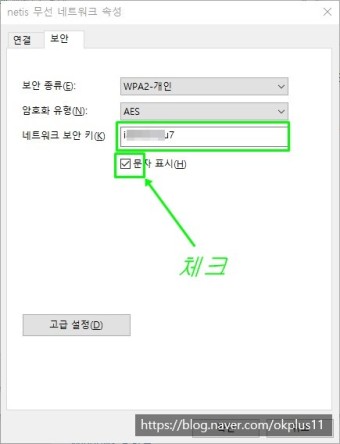 netis 무선 네트워크 속성
연결 보안
보안 종류(E): WPA2-개인
암호화 유형(N): AES
네트워크 보안 키(K) i u7
문자 표시(H)
체크
고급 설정(D)
https://blog.naver.com/okplus11